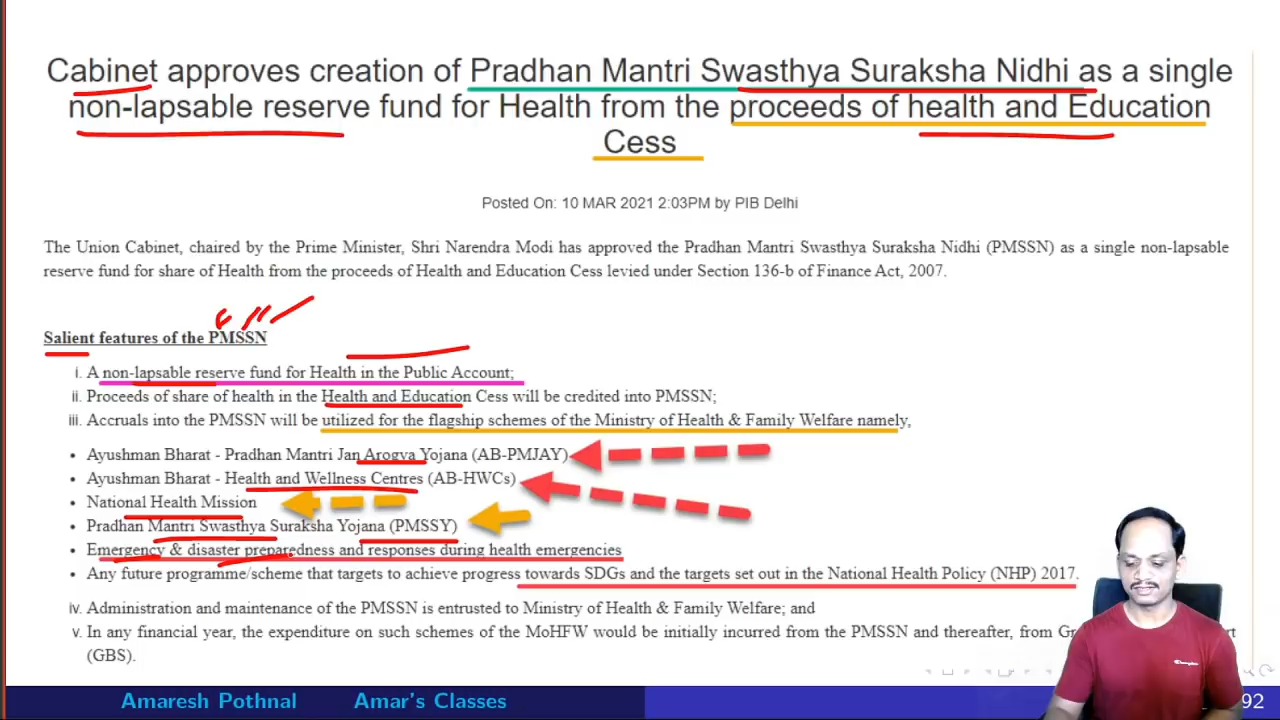 Cabinet approves creation of Pradhan Mantri Swasthya Suraksha Nidhi as a single
non-lapsable reserve fund for Health from the proceeds of health and Education
Cess
Posted On: 10 MAR 2021 2:03PM by PIB Delhi
The Union Cabinet, chaired by the Prime Minister, Shri Narendra Modi has approved the Pradhan Mantri Swasthya Suraksha Nidhi (PMSSN) as a single non-lapsable
reserve fund for share of Health from the proceeds of Health and Education Cess levied under Section 136-b of Finance Act, 2007.
Salient features of the PMSSN
i. A non-lapsable reserve fund for Health in the Public Account;
ii. Proceeds of share of health in the Health and Education Cess will be credited into PMSSN;
iii. Accruals into the PMSSN will be utilized for the flagship schemes of the Ministry of Health & Family Welfare namely,
• Ayushman Bharat - Pradhan Mantri Jan Arogya Yojana (AB-PMJAY)
• Ayushman Bharat - Health and Wellness Centres (AB-HWCs)
• National Health Mission
• Pradhan Mantri Swasthya Suraksha Yojana (PMSSY)
• Emergency & disaster preparedness and responses during health emergencies
• Any future programme/scheme that targets to achieve progress towards SDGs and the targets set out in the National Health Policy (NHP) 2017.
iv. Administration and maintenance of the PMSSN is entrusted to Ministry of Health & Family Welfare; and
v. In any financial year, the expenditure on such schemes of the MoHFW would be initially incurred from the PMSSN and thereafter, from
(GBS).
Amaresh Pothnal Amar's Classes 92